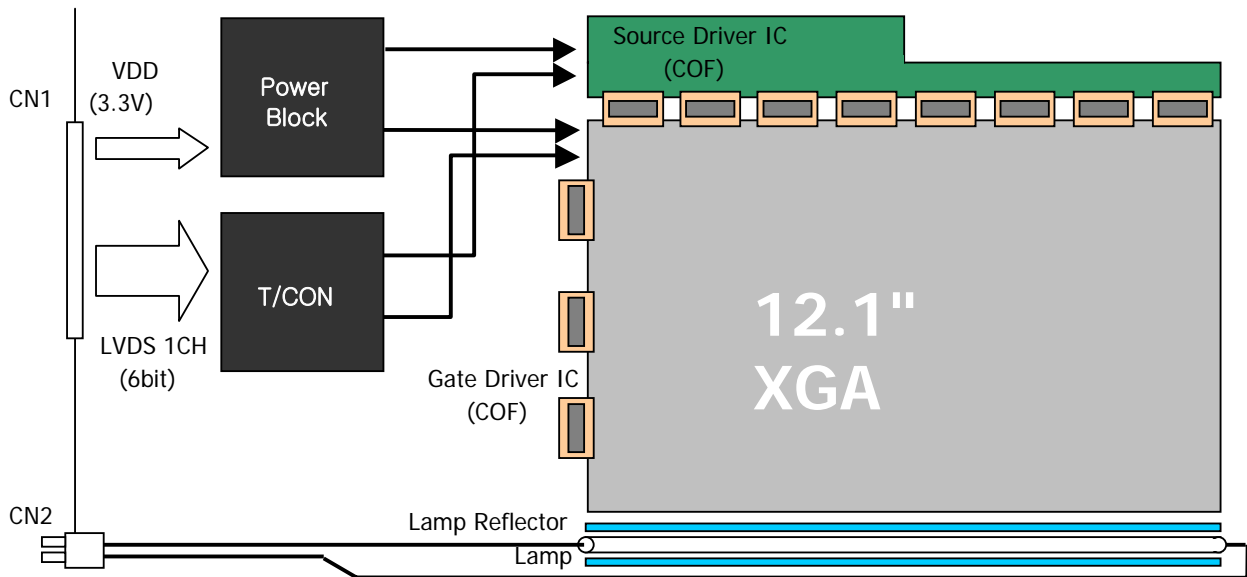 CN1
VDD
(3.3V)
Power
Block
Source Driver IC
(COF)
T/CON
LVDS 1CH
(6bit)
Gate Driver IC
(COF)
12.1"
XGA
CN2
Lamp Reflector
Lamp